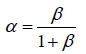 α = β / (1 + β)